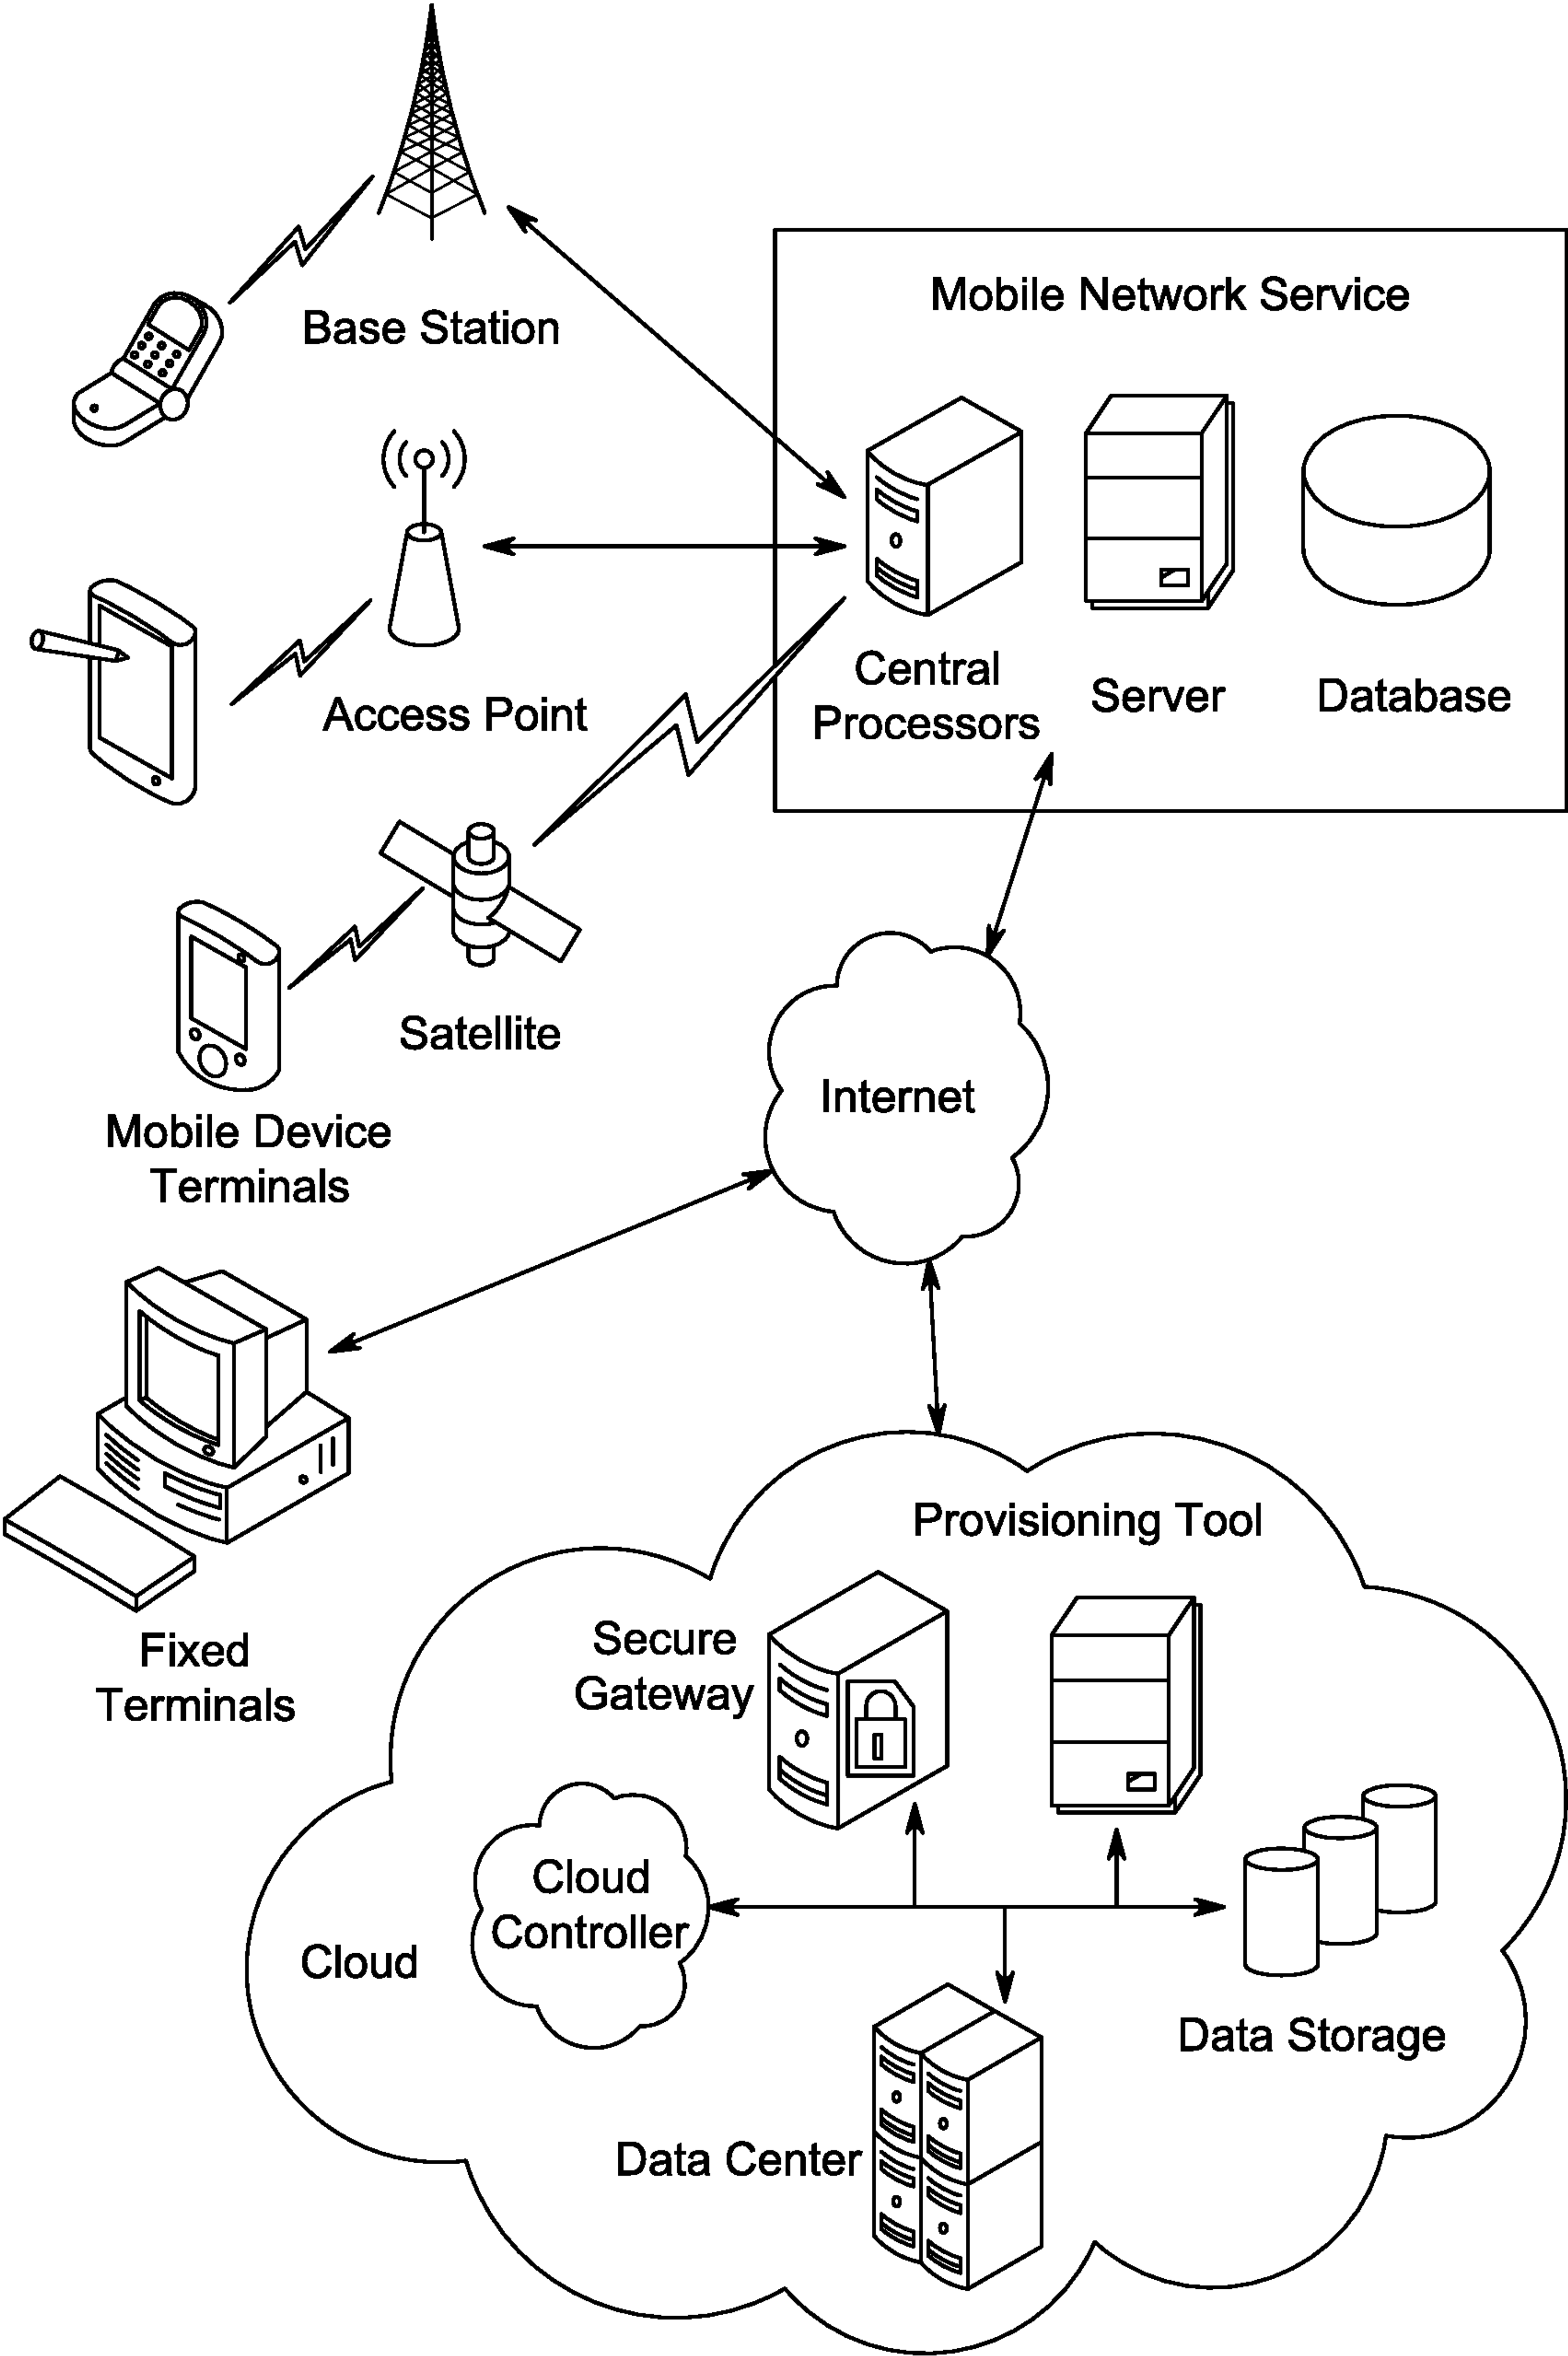 Base Station
Mobile Network Service
Access Point
Central
Processors
Server
Database
Satellite
Mobile Device
Terminals
Internet
Fixed
Terminals
Provisioning Tool
Secure
Gateway
Cloud
Controller
Cloud
Data Storage
Data Center